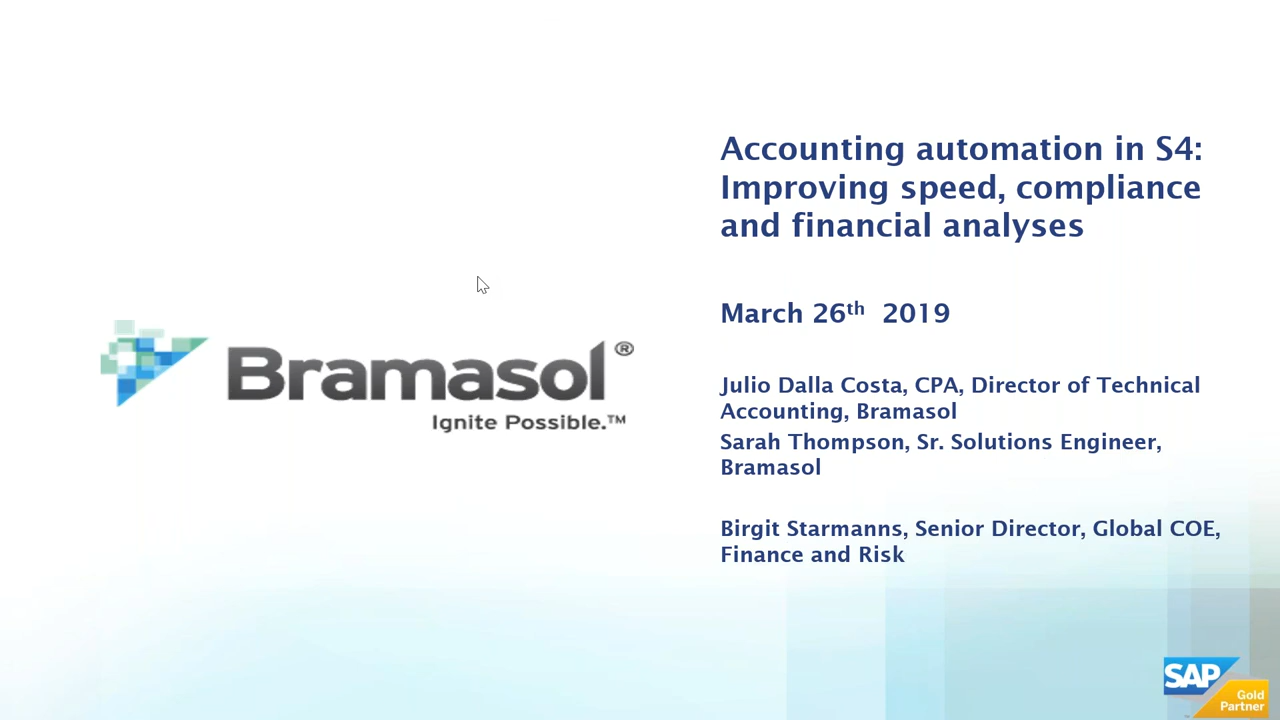 Accounting automation in S4:
Improving speed, compliance
and financial analyses
March 26th 2019
Bramasol®
Ignite Possible.™
Julio Dalla Costa, CPA, Director of Technical
Accounting, Bramasol
Sarah Thompson, Sr. Solutions Engineer,
Bramasol
Birgit Starmanns, Senior Director, Global COE,
Finance and Risk
SAP
Gold
Partner